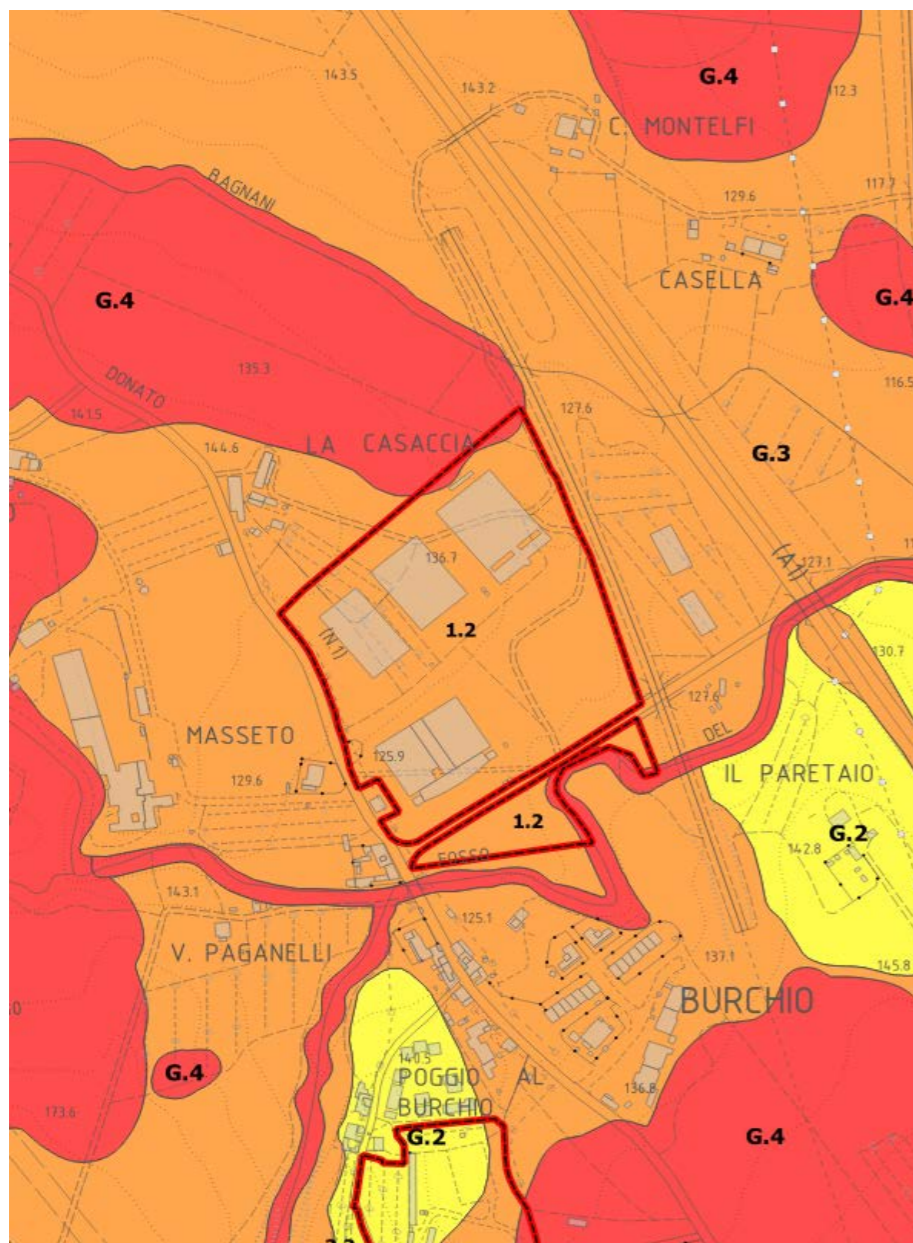 G.4
143.5
143.2
112.3
C. MONTELFI
BAGNANI
129.6
117.7
CASELLA
G.4
G.4
135.3
116.5
DONATO
141.5
127.6
144.6
LA CASACCIA
G.3
136.7
(A.1)
127.1
1.2
(N.1)
130.7
127.6
MASSETO
125.9
DEL
129.6
IL PARETAIO
1.2
G.2
FOSSO
142.8
143.1
125.1
V. PAGANELLI
137.1
145.8
BURCHIO
140.5
G.4
POGGIO AL
BURCHIO
136.8
173.6
G.2
G.4